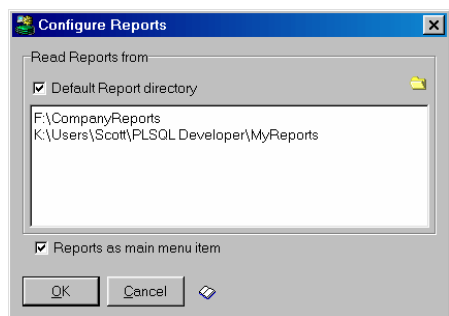 Configure Reports
Read Reports from
Default Report directory
F:\CompanyReports
K:\Users\Scott\PLSQL Developer\MyReports
Reports as main menu item
OK
Cancel